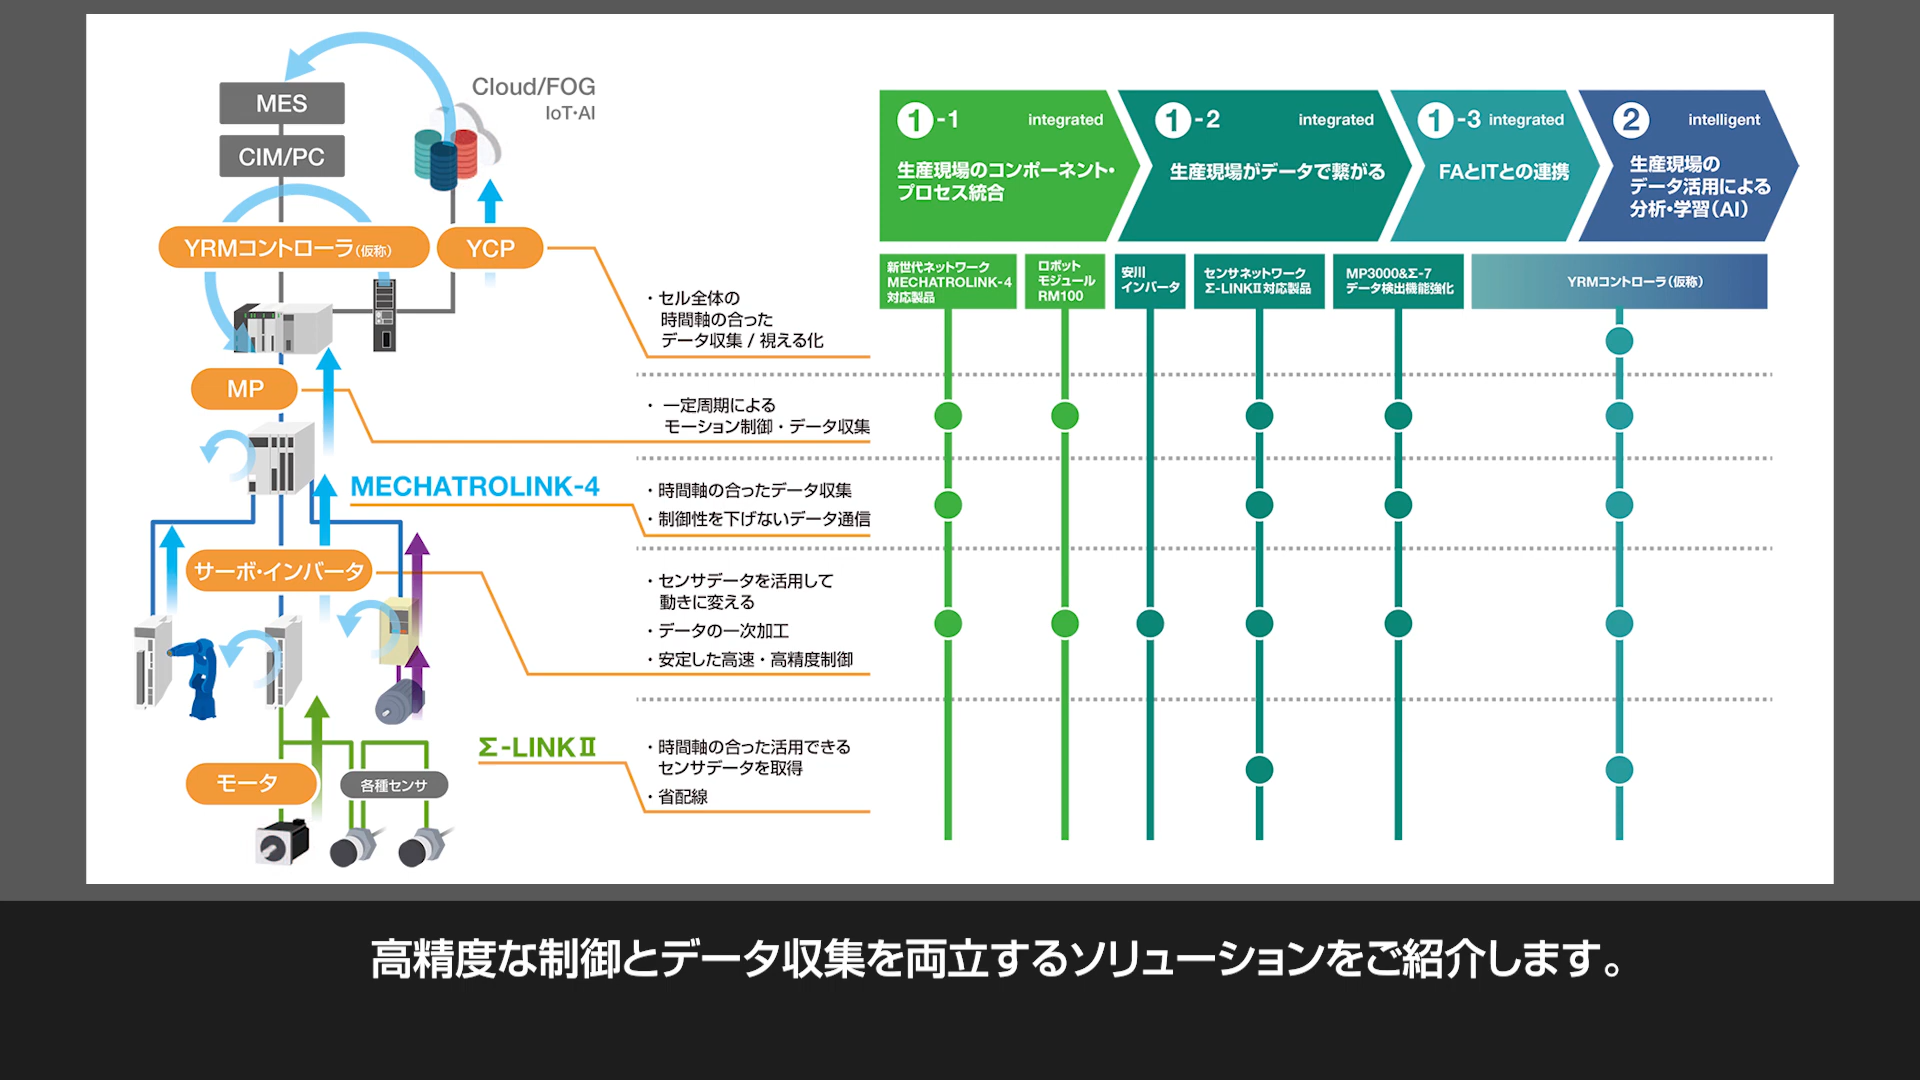 Cloud/FOG
IoT・AI
MES
CIM/PC
YRMコントローラ(仮称)
YCP
MP
MECHATROLINK-4
サーボ・インバータ
Σ-LINKⅡ
モータ
各種センサ
・セル全体の
時間軸の合った
データ収集 / 視える化
・一定周期による
モーション制御・データ収集
・時間軸の合ったデータ収集
・制御性を下げないデータ通信
・センサデータを活用して
動きに変える
・データの一次加工
・安定した高速・高精度制御
・時間軸の合った活用できる
センサデータを取得
・省配線
①-1 integrated
生産現場のコンポーネント・
プロセス統合
①-2 integrated
生産現場がデータで繋がる
①-3 integrated
FAとITとの連携
② intelligent
生産現場の
データ活用による
分析・学習(AI)
新世代ネットワーク
MECHATROLINK-4
対応製品
ロボット
モジュール
RM100
安川
インバータ
センサネットワーク
Σ-LINKⅡ対応製品
MP3000&Σ-7
データ検出機能強化
YRMコントローラ(仮称)
高精度な制御とデータ収集を両立するソリューションをご紹介します。